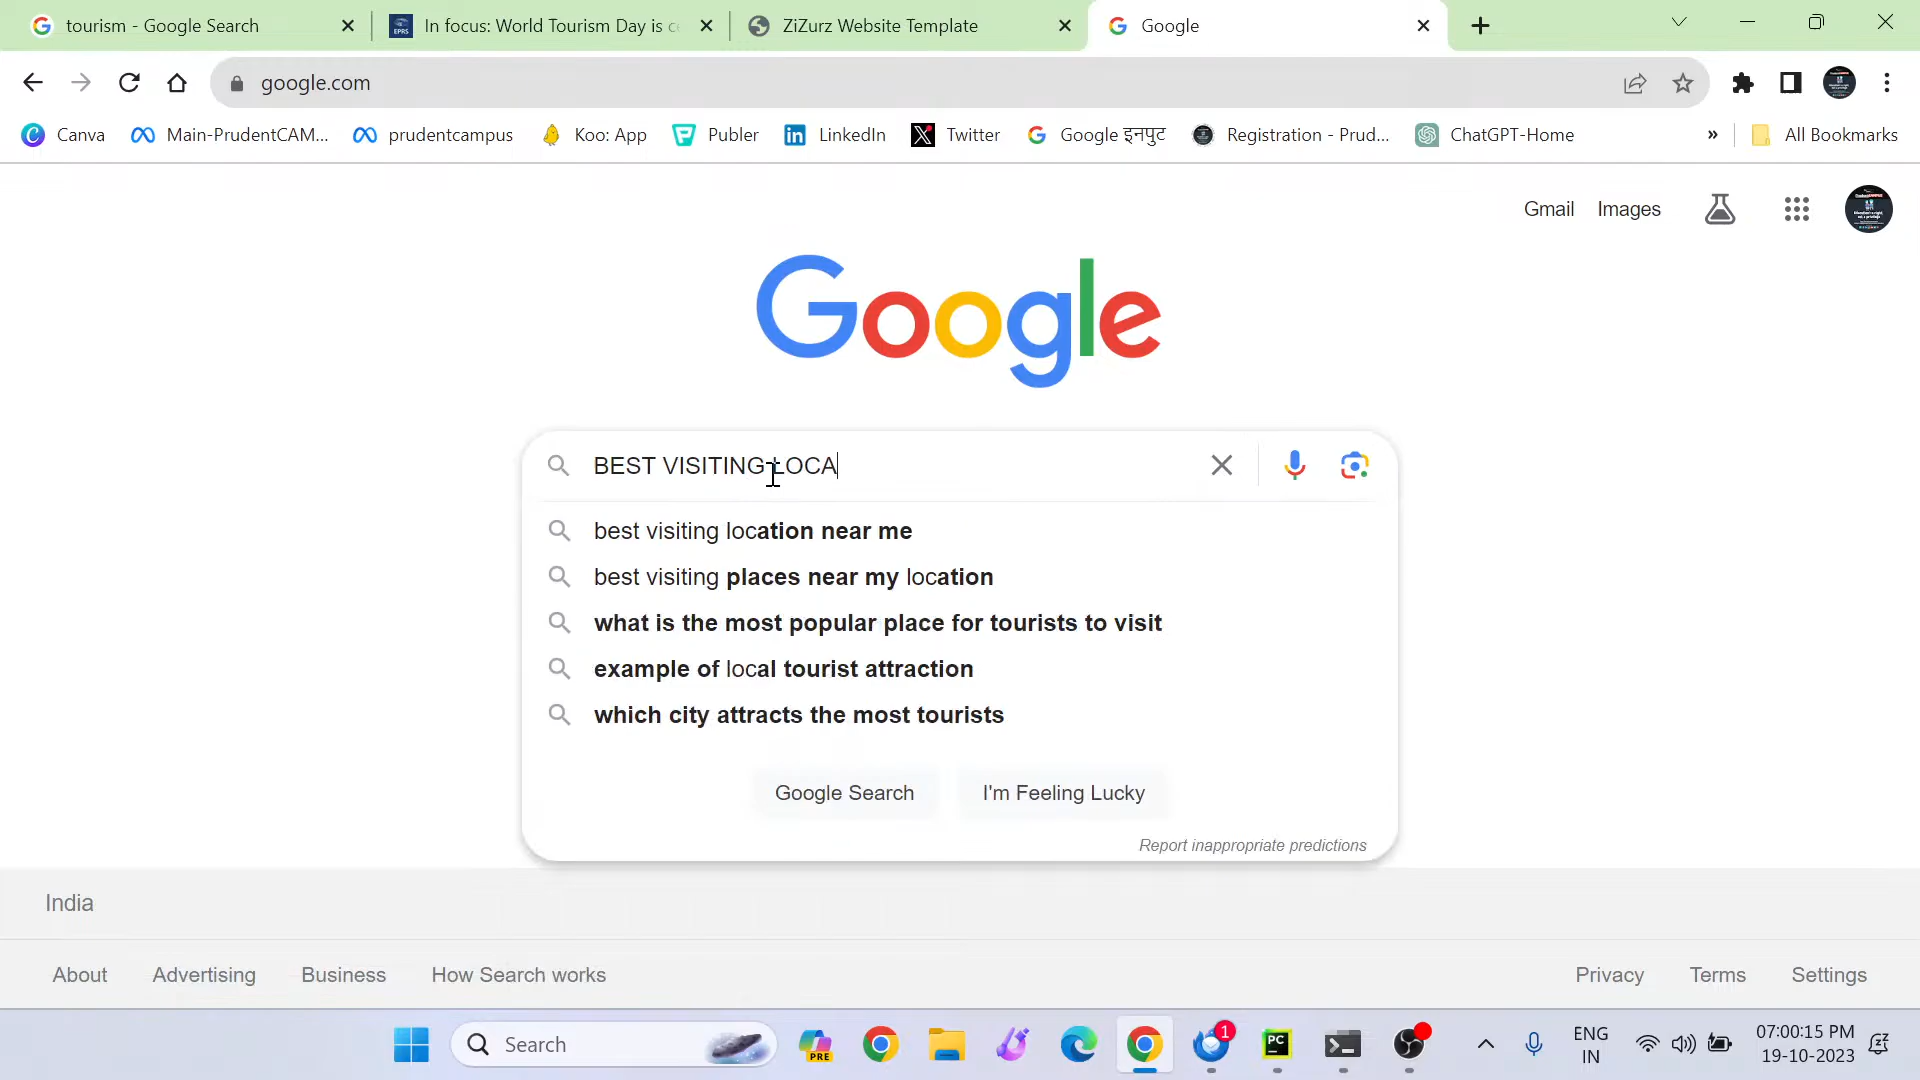 tourism - Google Search
EPRS
In focus: World Tourism Day is ce
ZiZurz Website Template
Google
google.com
Canva
Main-PrudentCAM...
prudentcampus
Koo: App
Publer
LinkedIn
Twitter
Google इनपुट
Registration - Prud...
ChatGPT-Home
»
All Bookmarks
Gmail
Images
Google
BEST VISITING LOCA
best visiting location near me
best visiting places near my location
what is the most popular place for tourists to visit
example of local tourist attraction
which city attracts the most tourists
Google Search
I'm Feeling Lucky
Report inappropriate predictions
India
About
Advertising
Business
How Search works
Privacy
Terms
Settings
Search
PRE
1
PC
ENG
IN
07:00:15 PM
19-10-2023